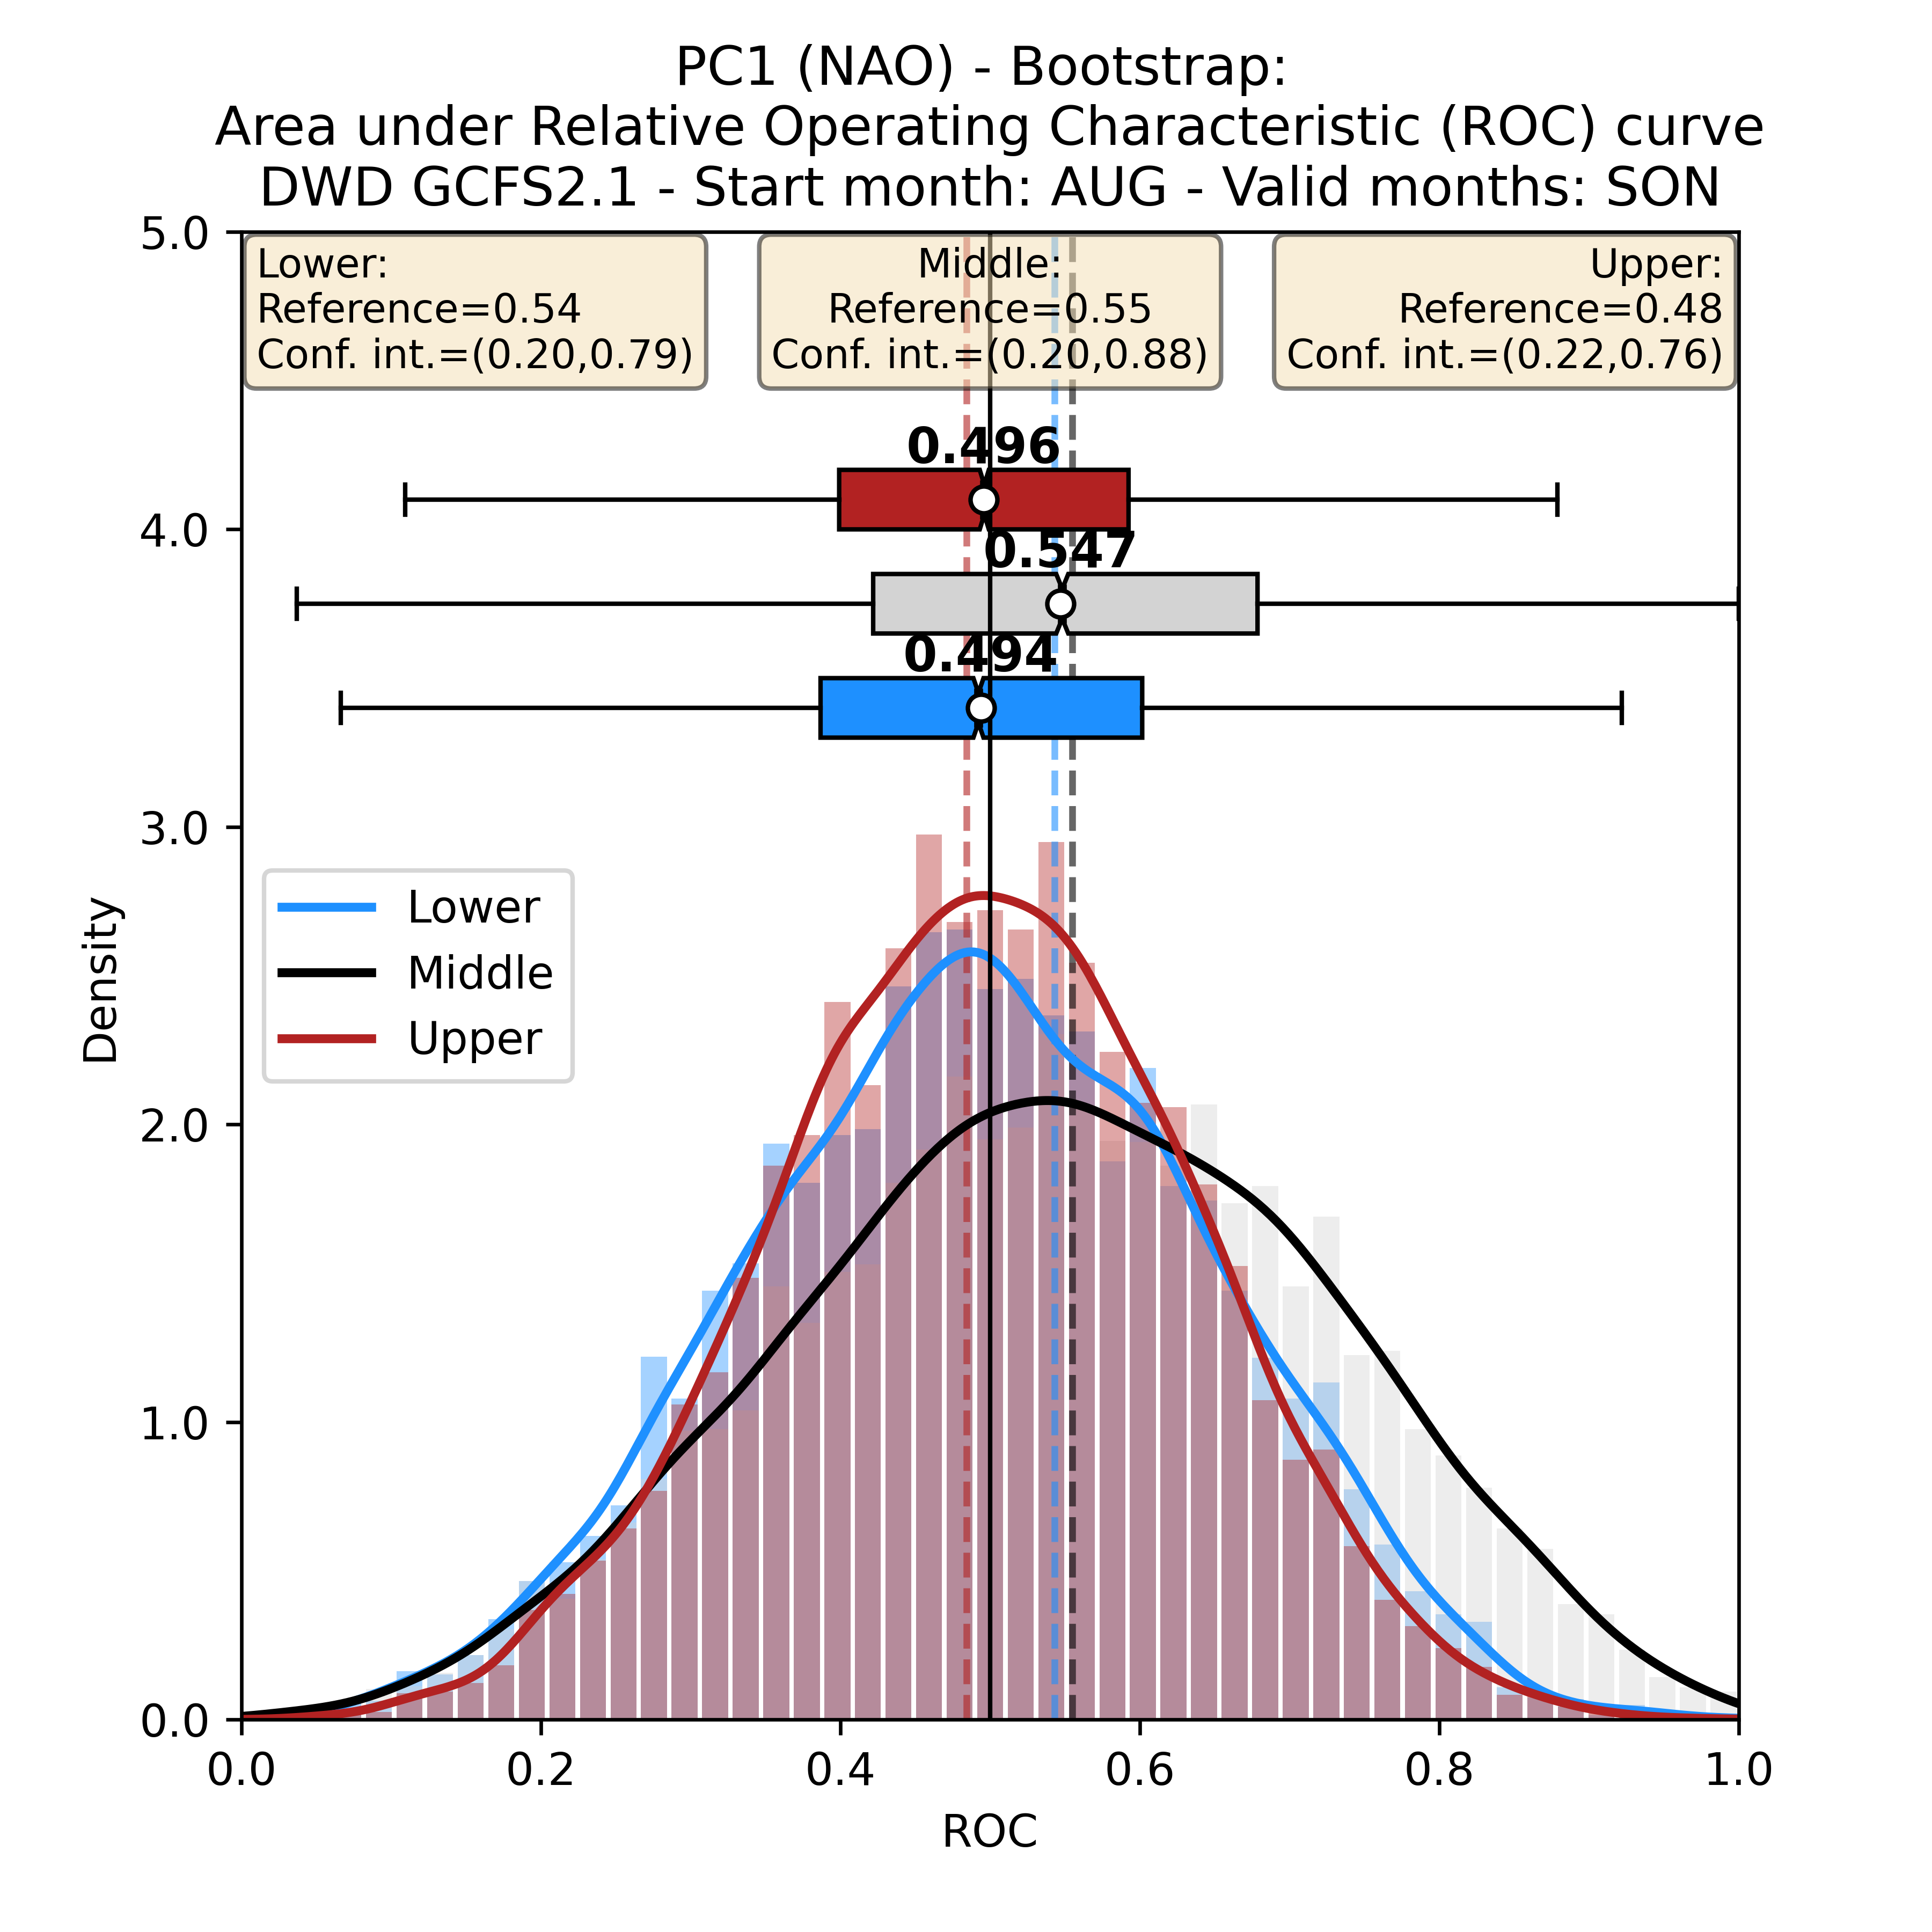 PC1 (NAO) - Bootstrap:
Area under Relative Operating Characteristic (ROC) curve
DWD GCFS2.1 - Start month: AUG - Valid months: SON
Lower:
Reference=0.54
Conf. int.=(0.20,0.79)
Middle:
Reference=0.55
Conf. int.=(0.20,0.88)
Upper:
Reference=0.48
Conf. int.=(0.22,0.76)
0.496
0.547
0.494
Lower
Middle
Upper
Density
5.0
4.0
3.0
2.0
1.0
0.0
0.0 0.2 0.4 0.6 0.8 1.0
ROC